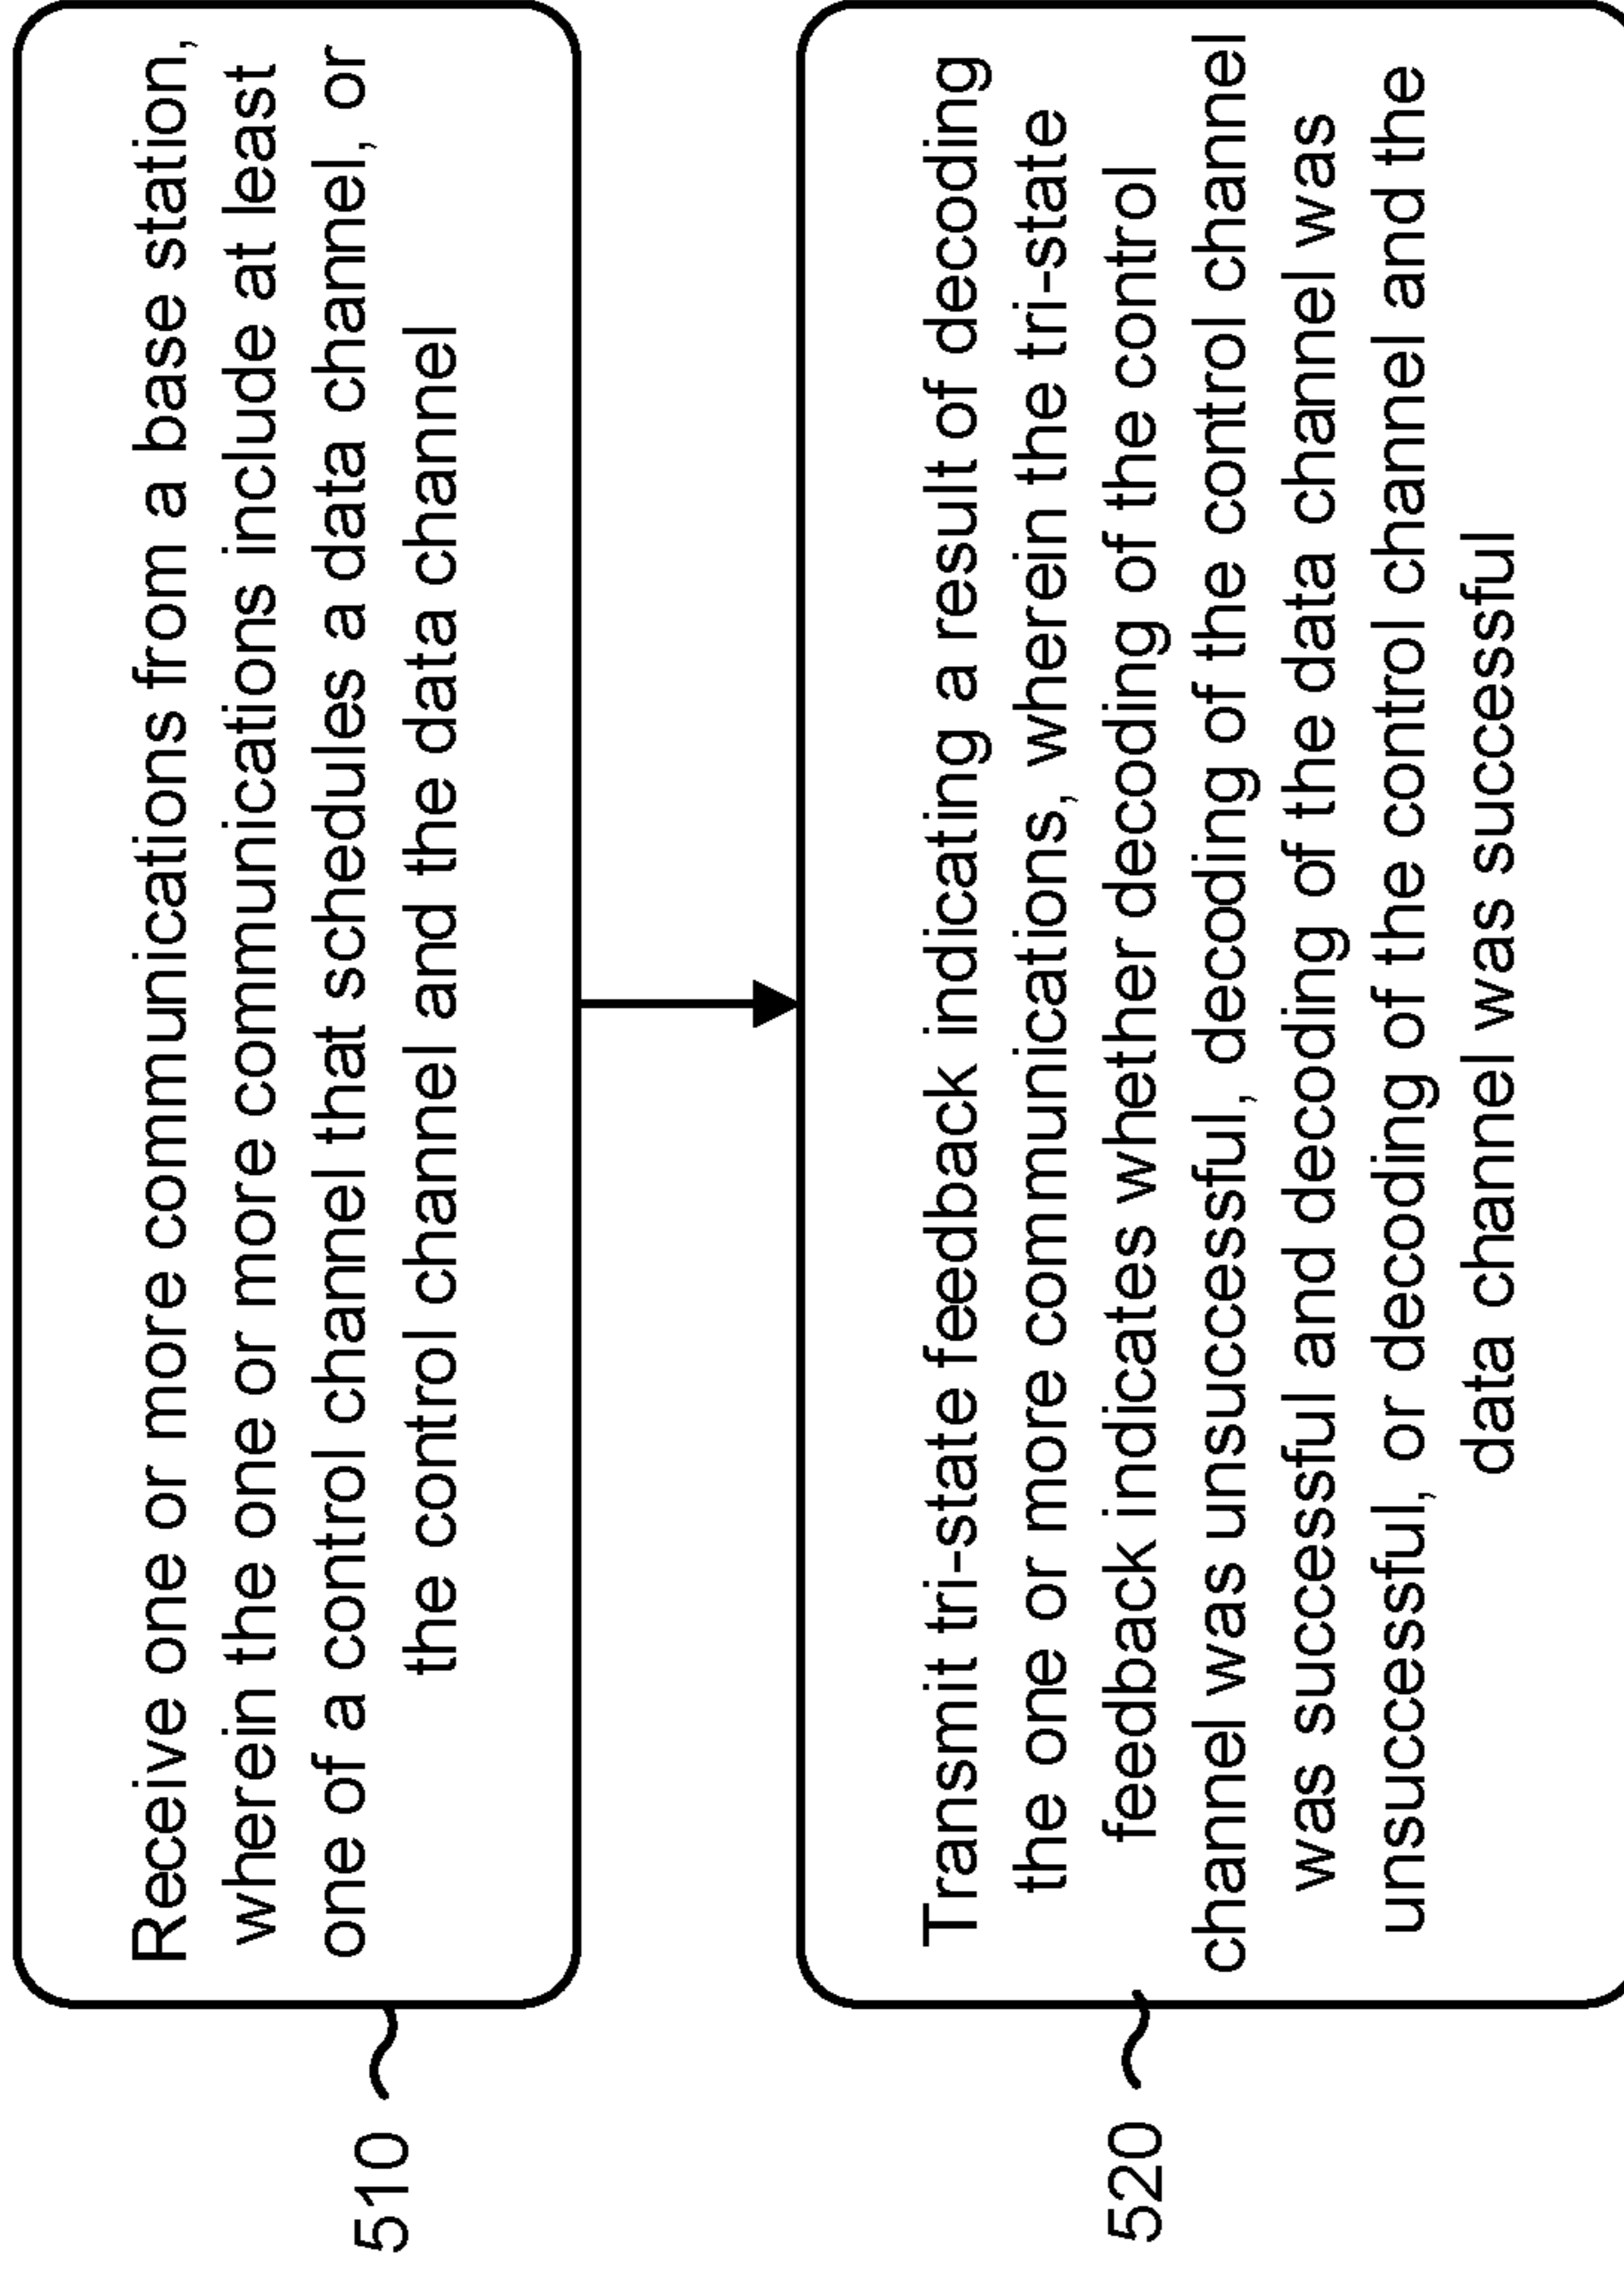 510
Receive one or more communications from a base station,
wherein the one or more communications include at least
one of a control channel that schedules a data channel, or
the control channel and the data channel
520
Transmit tri-state feedback indicating a result of decoding
the one or more communications, wherein the tri-state
feedback indicates whether decoding of the control
channel was unsuccessful, decoding of the control channel
was successful and decoding of the data channel was
unsuccessful, or decoding of the control channel and the
data channel was successful